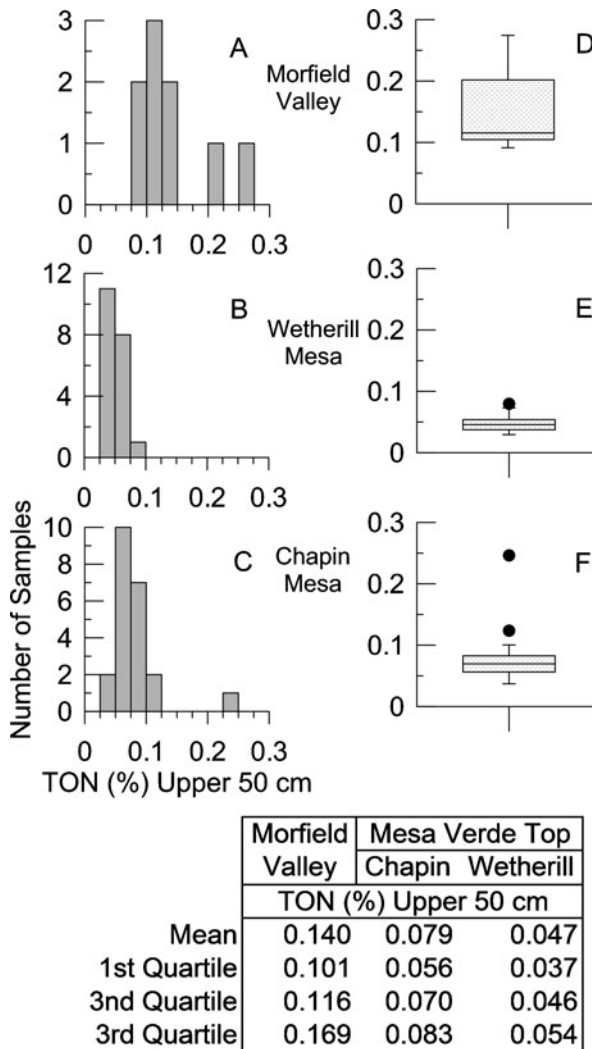 3
2
1
0
0 0.1 0.2 0.3
A
Morfield
Valley
D
0.3
0.2
0.1
0
12
8
4
0
0 0.1 0.2 0.3
B
Wetherill
Mesa
E
0.3
0.2
0.1
0
Number of Samples
10
8
6
4
2
0
0 0.1 0.2 0.3
TON (%) Upper 50 cm
C
Chapin
Mesa
F
0.3
0.2
0.1
0
Morfield Mesa Verde Top
Valley Chapin Wetherill
TON (%) Upper 50 cm
Mean 0.140 0.079 0.047
1st Quartile 0.101 0.056 0.037
3nd Quartile 0.116 0.070 0.046
3rd Quartile 0.169 0.083 0.054